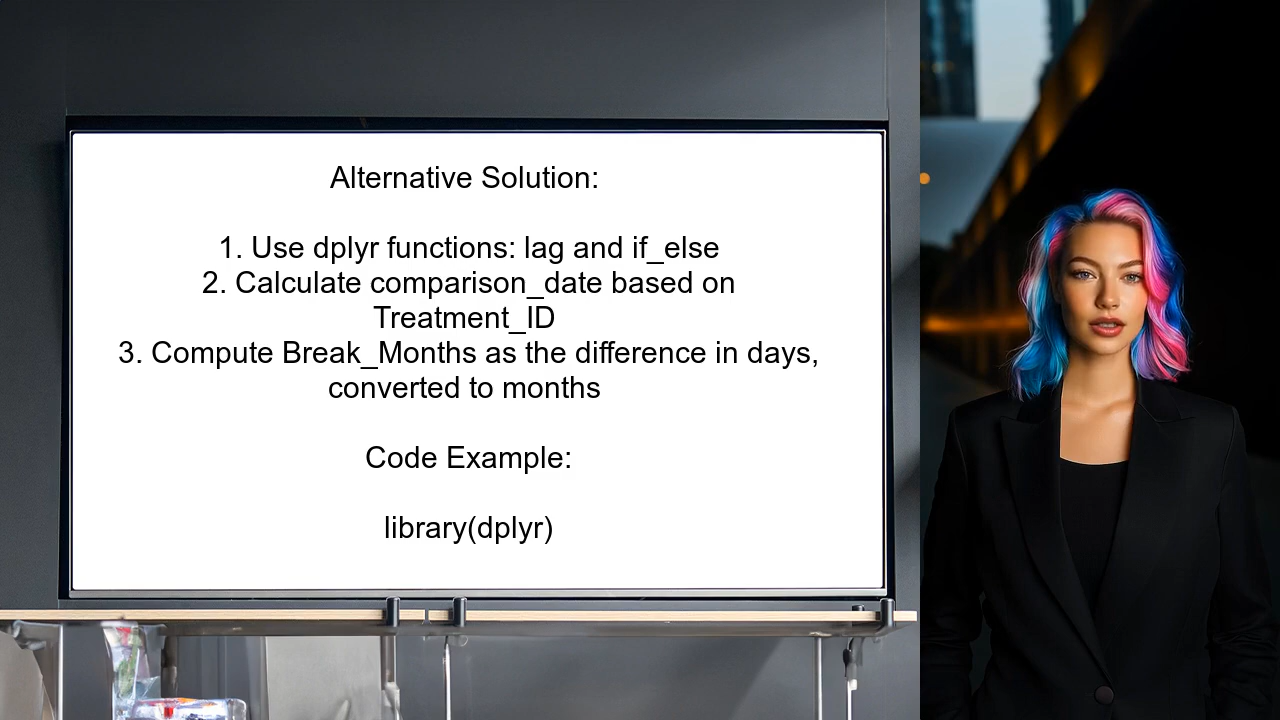 Alternative Solution:
1. Use dplyr functions: lag and if_else
2. Calculate comparison_date based on
Treatment_ID
3. Compute Break_Months as the difference in days,
converted to months
Code Example:
library(dplyr)